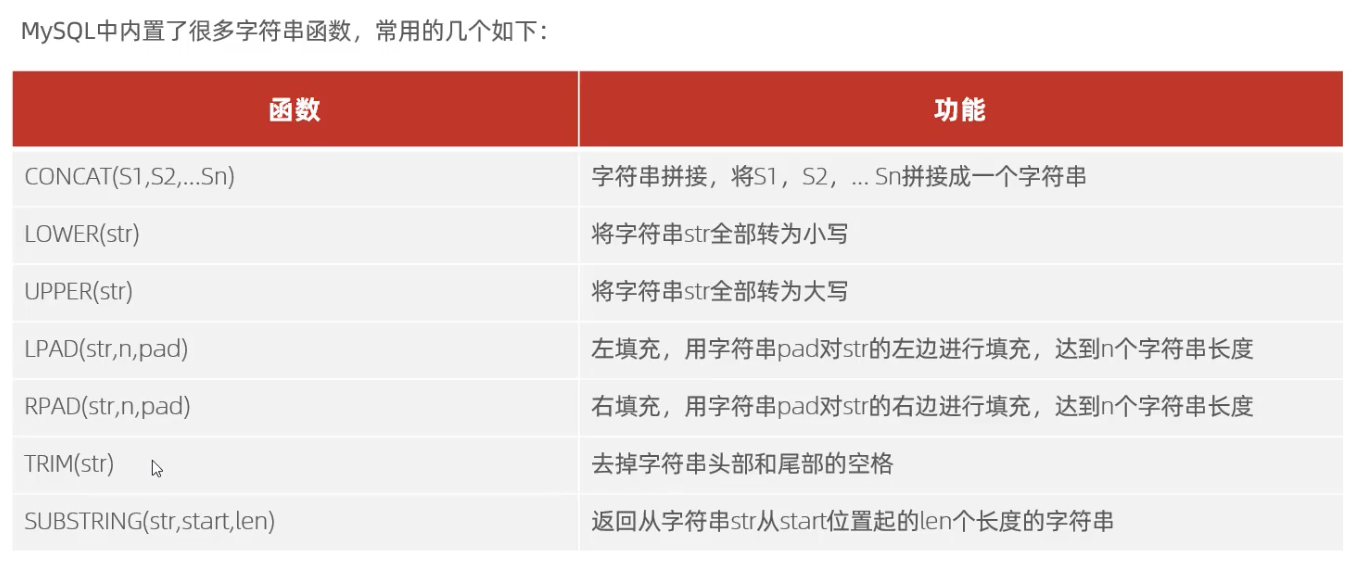 MySQL中内置了很多字符串函数，常用的几个如下：
函数 功能
CONCAT(S1,S2,...Sn) 字符串拼接，将S1，S2，... Sn拼接成一个字符串
LOWER(str) 将字符串str全部转为小写
UPPER(str) 将字符串str全部转为大写
LPAD(str,n,pad) 左填充，用字符串pad对str的左边进行填充，达到n个字符串长度
RPAD(str,n,pad) 右填充，用字符串pad对str的右边进行填充，达到n个字符串长度
TRIM(str) 去掉字符串头部和尾部的空格
SUBSTRING(str,start,len) 返回从字符串str从start位置起的len个长度的字符串